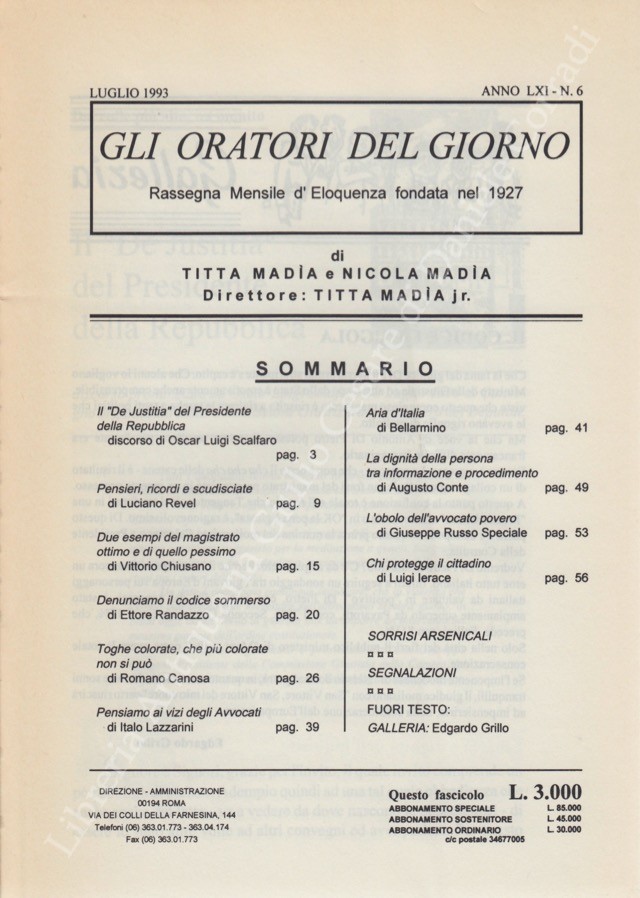 LUGLIO 1993
ANNO LXI - N. 6
GLI ORATORI DEL GIORNO
Rassegna Mensile d'Eloquenza fondata nel 1927
di
TITTA MADÌA e NICOLA MADÌA
Direttore: TITTA MADÌA jr.
SOMMARIO
Il "De Justitia" del Presidente
della Repubblica
discorso di Oscar Luigi Scalfaro
pag. 3
Pensieri, ricordi e scudisciate
di Luciano Revel pag. 9
Due esempi del magistrato
ottimo e di quello pessimo
di Vittorio Chiusano pag. 15
Denunciamo il codice sommerso
di Ettore Randazzo pag. 20
Toghe colorate, che più colorate
non si può
di Romano Canosa pag. 26
Pensiamo ai vizi degli Avvocati
di Italo Lazzarini pag. 39
Aria d'Italia
di Bellarmino pag. 41
La dignità della persona
tra informazione e procedimento
di Augusto Conte pag. 49
L'obolo dell'avvocato povero
di Giuseppe Russo Speciale pag. 53
Chi protegge il cittadino
di Luigi Ierace pag. 56
SORRISI ARSENICALI
¤ ¤ ¤
SEGNALAZIONI
¤ ¤ ¤
FUORI TESTO:
GALLERIA: Edgardo Grillo
DIREZIONE - AMMINISTRAZIONE
00194 ROMA
VIA DEI COLLI DELLA FARNESINA, 144
Telefoni (06) 363.01.773 - 363.04.174
Fax (06) 363.01.773
Questo fascicolo L. 3.000
ABBONAMENTO SPECIALE L. 85.000
ABBONAMENTO SOSTENITORE L. 45.000
ABBONAMENTO ORDINARIO L. 30.000
c/c postale 34677005